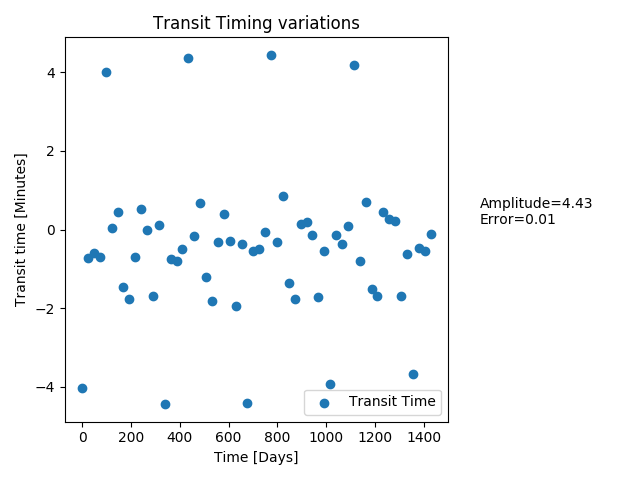 Transit Timing variations
4
2
0
−2
−4
Transit time [Minutes]
Amplitude=4.43
Error=0.01
Transit Time
0
200
400
600
800
1000
1200
1400
Time [Days]